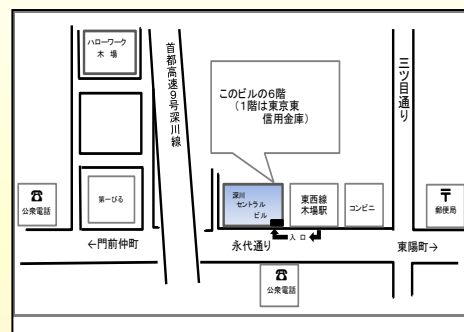 ハローワーク
木　場
首都高速9号深川線
三ツ目通り
このビルの6階
（1階は東京東
信用金庫）
公衆電話
第一びる
深川
セントラル
ビル
東西線
木場駅
コンビニ
〒
郵便局
←門前仲町
永代通り
入 口
東陽町→
公衆電話